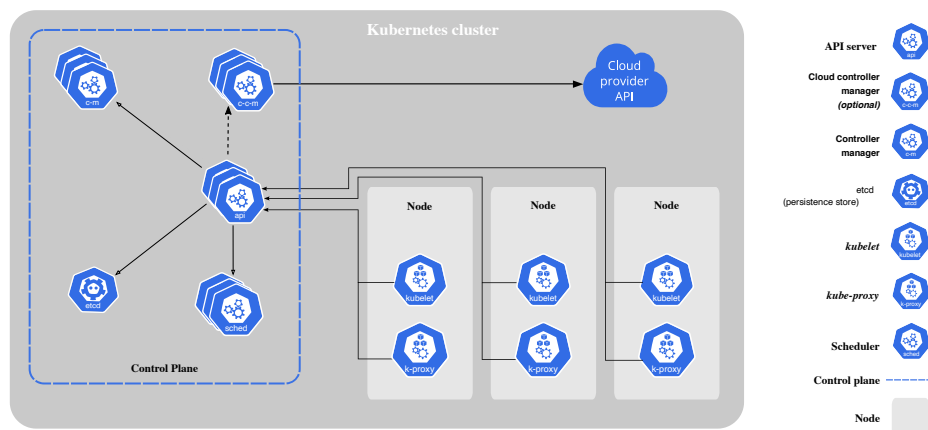 Kubernetes cluster
c-m
c-c-m
Cloud
provider
API
api
etcd
sched
Control Plane
Node
Node
Node
kubelet
kubelet
kubelet
k-proxy
k-proxy
k-proxy
API server
api
Cloud controller
manager
(optional)
c-c-m
Controller
manager
c-m
etcd
(persistence store)
etcd
kubelet
kubelet
kube-proxy
k-proxy
Scheduler
sched
Control plane
Node